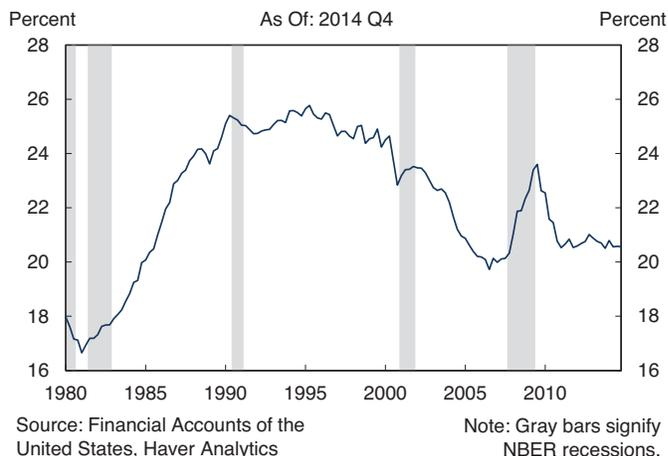 Percent As Of: 2014 Q4 Percent
28 28
26 26
24 24
22 22
20 20
18 18
16 16
1980 1985 1990 1995 2000 2005 2010
Source: Financial Accounts of the
United States, Haver Analytics
Note: Gray bars signify
NBER recessions.